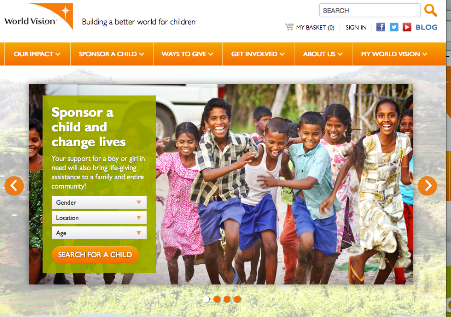 World Vision
Building a better world for children
SEARCH
MY BASKET (0) SIGN IN BLOG
OUR IMPACT SPONSOR A CHILD WAYS TO GIVE GET INVOLVED ABOUT US MY WORLD VISION
Sponsor a
child and
change lives
Your support for a boy or girl in
need will also bring life-giving
assistance to a family and entire
community!
Gender
Location
Age
SEARCH FOR A CHILD